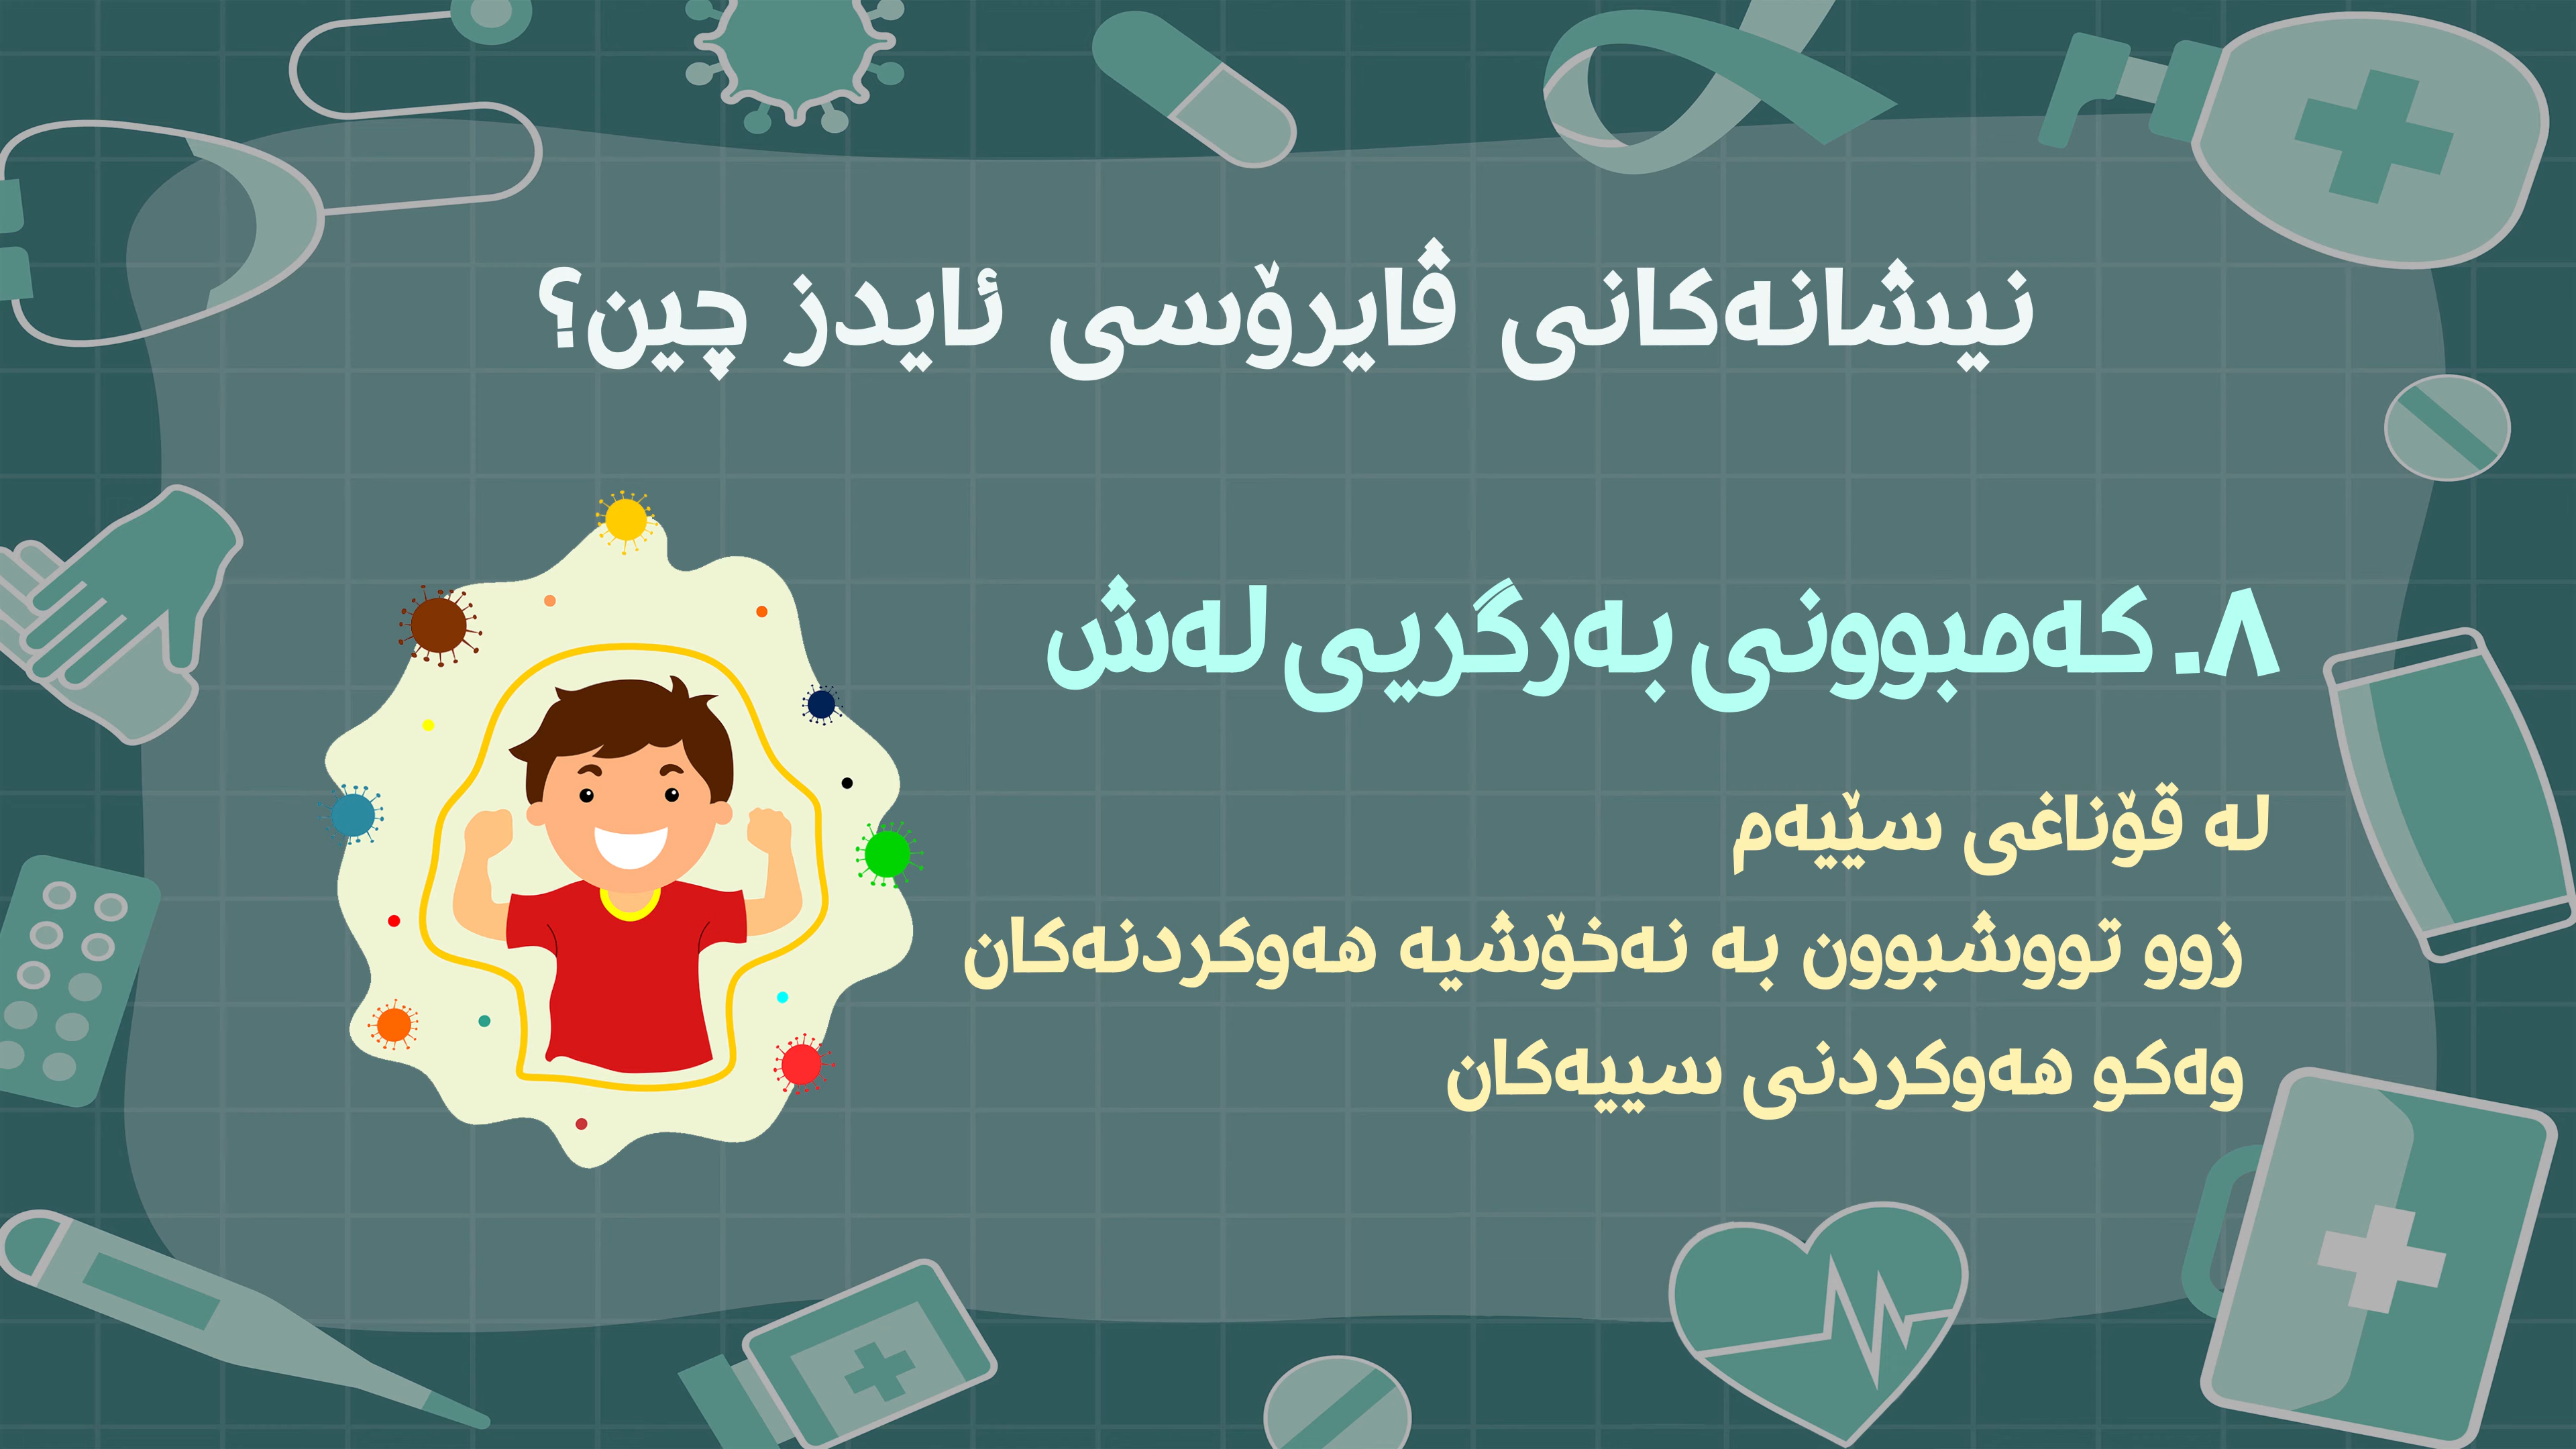 نیشانەکانی ڤایرۆسی ئایدز چین؟
٨. کەمبوونی بەرگریی لەش
لە قۆناغی سێیەم
زوو تووشبوون بە نەخۆشیە هەوکردنەکان
وەکو هەوکردنی سییەکان